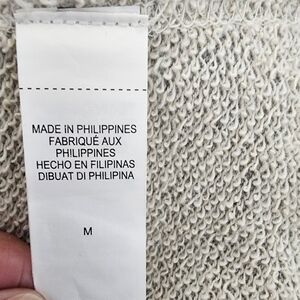 MADE IN PHILIPPINES
FABRIQUÉ AUX
PHILIPPINES
HECHO EN FILIPINAS
DIBUAT DI PHILIPINA
M